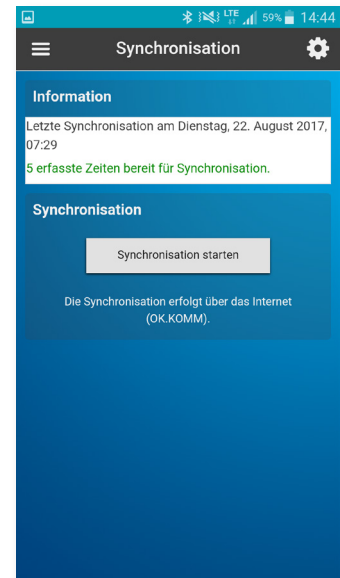 LTE 59% 14:44
Synchronisation
Information
Letzte Synchronisation am Dienstag, 22. August 2017,
07:29
5 erfasste Zeiten bereit für Synchronisation.
Synchronisation
Synchronisation starten
Die Synchronisation erfolgt über das Internet
(OK.KOMM).